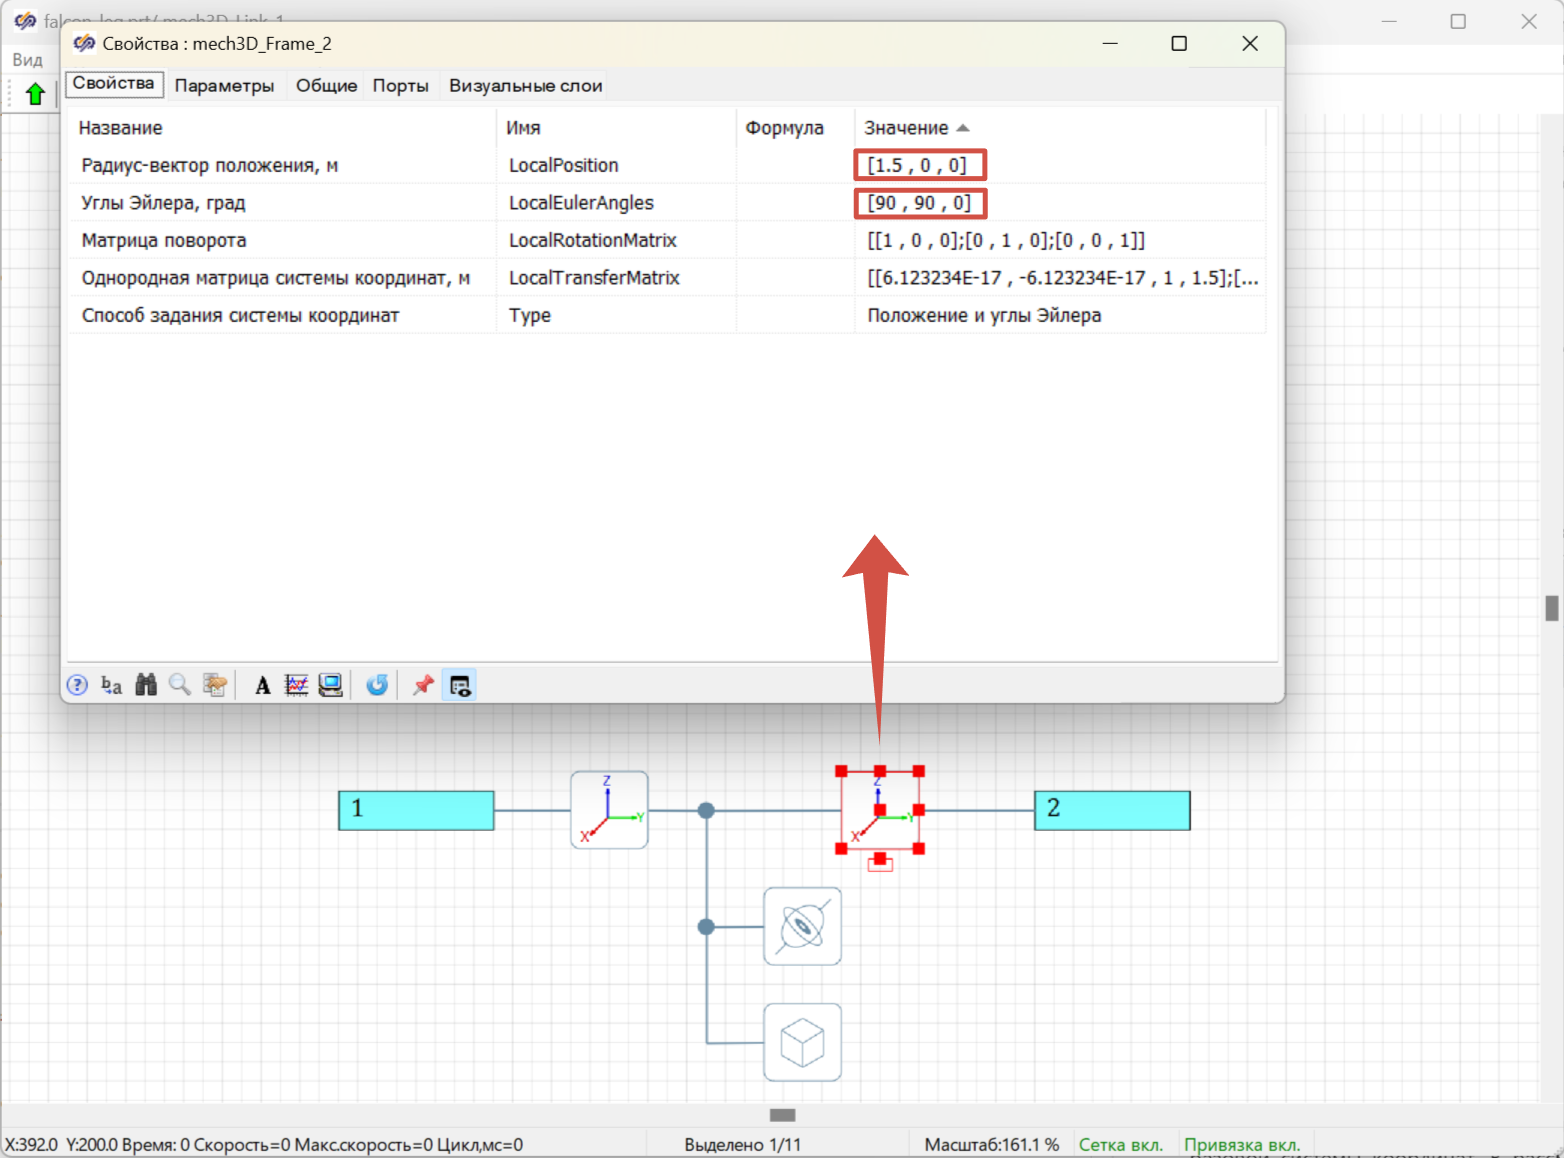 falcon_leg.prt/ mech3D_Link_1
Свойства : mech3D_Frame_2
Вид
Свойства Параметры Общие Порты Визуальные слои
Название Имя Формула Значение
Радиус-вектор положения, м LocalPosition [1.5 , 0 , 0]
Углы Эйлера, град LocalEulerAngles [90 , 90 , 0]
Матрица поворота LocalRotationMatrix [[1 , 0 , 0];[0 , 1 , 0];[0 , 0 , 1]]
Однородная матрица системы координат, м LocalTransferMatrix [[6.123234E-17 , -6.123234E-17 , 1 , 1.5];[...
Способ задания системы координат Type Положение и углы Эйлера
? b a A
Z Z
1 2
Y Y
X X
X:392.0 Y:200.0 Время: 0 Скорость=0 Макс.скорость=0 Цикл,мс=0 Выделено 1/11 Масштаб:161.1 % Сетка вкл. Привязка вкл.